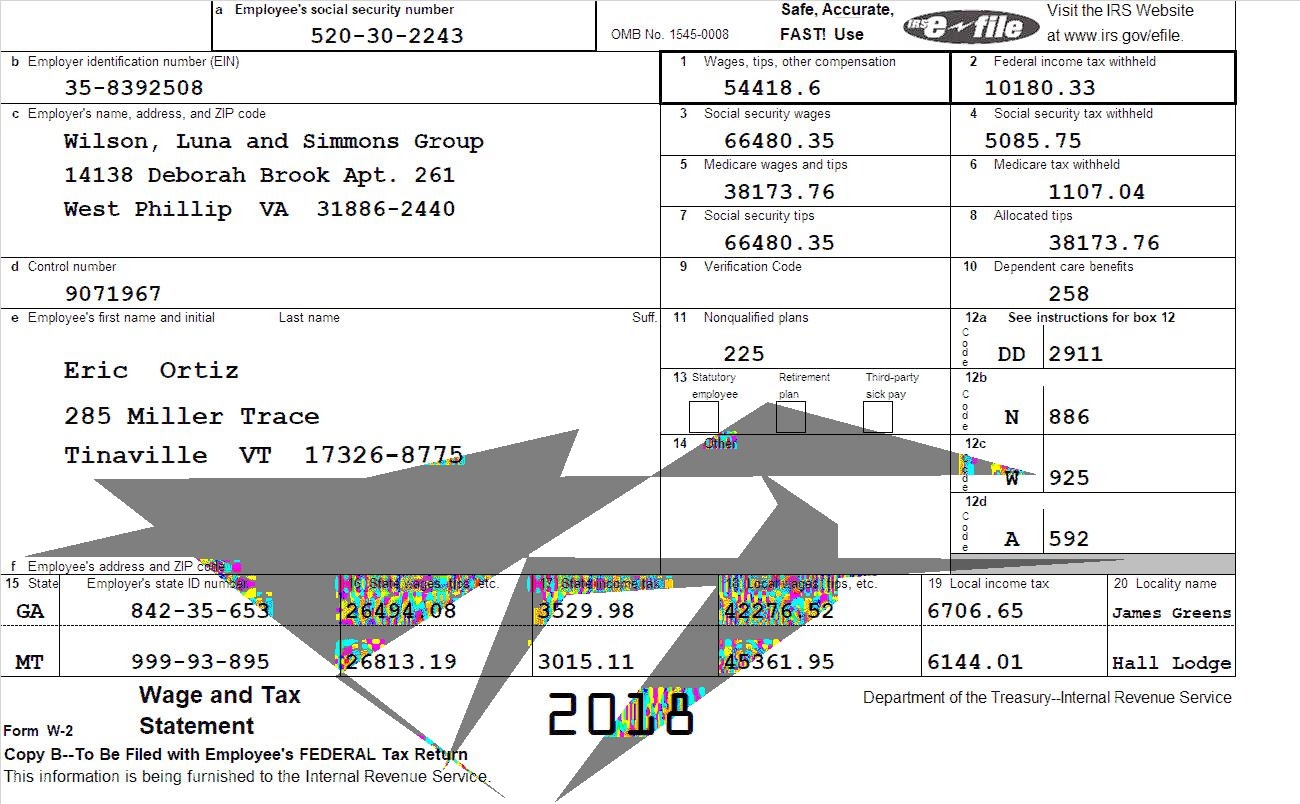 a Employee's social security number
520-30-2243
OMB No. 1545-0008
Safe, Accurate,
FAST! Use
IRS e-file
Visit the IRS Website
at www.irs gov/efile.
b Employer identification number (EIN)
35-8392508
1 Wages, tips, other compensation
54418.6
2 Federal income tax withheld
10180.33
c Employer's name, address, and ZIP code
Wilson, Luna and Simmons Group
14138 Deborah Brook Apt. 261
West Phillip VA 31886-2440
3 Social security wages
66480.35
4 Social security tax withheld
5085.75
5 Medicare wages and tips
38173.76
6 Medicare tax withheld
1107.04
7 Social security tips
66480.35
8 Allocated tips
38173.76
d Control number
9071967
9 Verification Code
10 Dependent care benefits
258
e Employee's first name and initial Last name Suff.
Eric Ortiz
285 Miller Trace
Tinaville VT 17326-8775
11 Nonqualified plans
225
12a See instructions for box 12
Code DD 2911
13 Statutory employee
Retirement plan
Third-party sick pay
12b
Code N 886
14 Other
12c
Code W 925
12d
Code A 592
f Employee's address and ZIP code
15 State Employer's state ID number 16 State wages, tips, etc. 17 State income tax 18 Local wages, tips, etc. 19 Local income tax 20 Locality name
GA 842-35-653 26494.08 3529.98 42276.52 6706.65 James Greens
MT 999-93-895 26813.19 3015.11 45361.95 6144.01 Hall Lodge
Form W-2
Wage and Tax
Statement
2018
Department of the Treasury--Internal Revenue Service
Copy B--To Be Filed with Employee's FEDERAL Tax Return
This information is being furnished to the Internal Revenue Service.